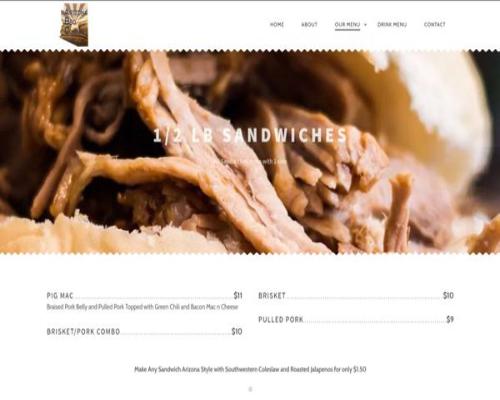 HOME ABOUT OUR MENU DRINK MENU CONTACT
1/2 LB SANDWICHES
PIG MAC $11
Braised Pork Belly and Pulled Pork Topped with Green Chili and Bacon Mac n' Cheese
BRISKET/PORK COMBO $10
BRISKET $10
PULLED PORK $9
Make Any Sandwich Arizona Style with Southwestern Coleslaw and Roasted Jalapenos for only $1.50